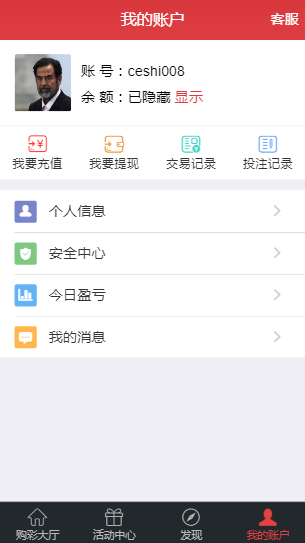 我的账户 客服
账 号：ceshi008
余 额：已隐藏 显示
我要充值 我要提现 交易记录 投注记录
个人信息
安全中心
今日盈亏
我的消息
购彩大厅 活动中心 发现 我的账户